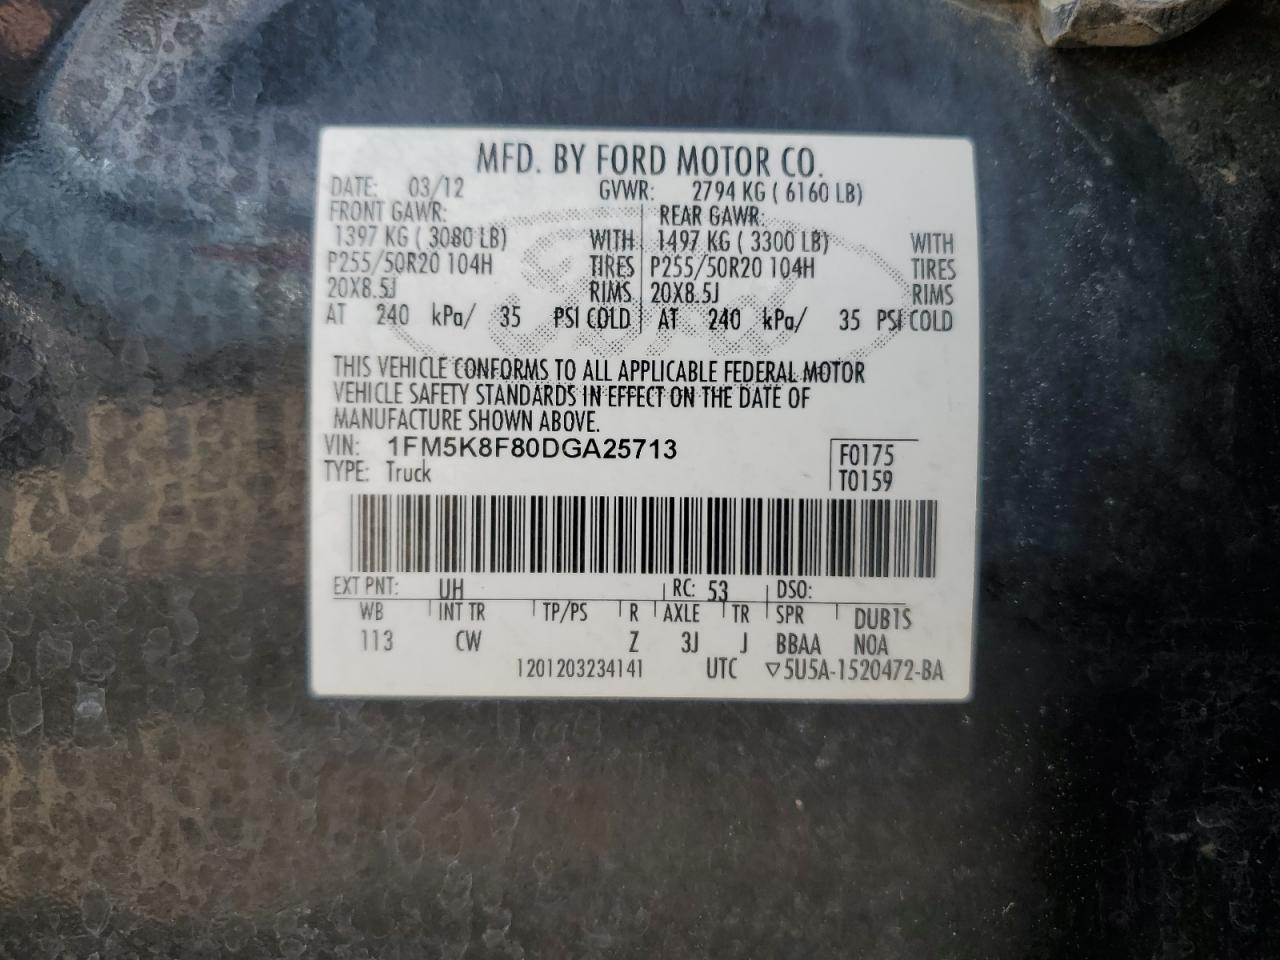 MFD. BY FORD MOTOR CO.
DATE: 03/12 GVWR: 2794 KG ( 6160 LB)
FRONT GAWR: REAR GAWR:
1397 KG ( 3080 LB) WITH 1497 KG ( 3300 LB) WITH
P255/50R20 104H TIRES P255/50R20 104H TIRES
20X8.5J RIMS 20X8.5J RIMS
AT 240 kPa/ 35 PSI COLD AT 240 kPa/ 35 PSI COLD
Ford
THIS VEHICLE CONFORMS TO ALL APPLICABLE FEDERAL MOTOR
VEHICLE SAFETY STANDARDS IN EFFECT ON THE DATE OF
MANUFACTURE SHOWN ABOVE.
VIN: 1FM5K8F80DGA25713 F0175
TYPE: Truck T0159
EXT PNT: UH RC: 53 DSO:
WB INT TR TP/PS R AXLE TR SPR DUB1S
113 CW Z 3J J BBAA NOA
1201203234141 UTC ▽5U5A-1520472-BA